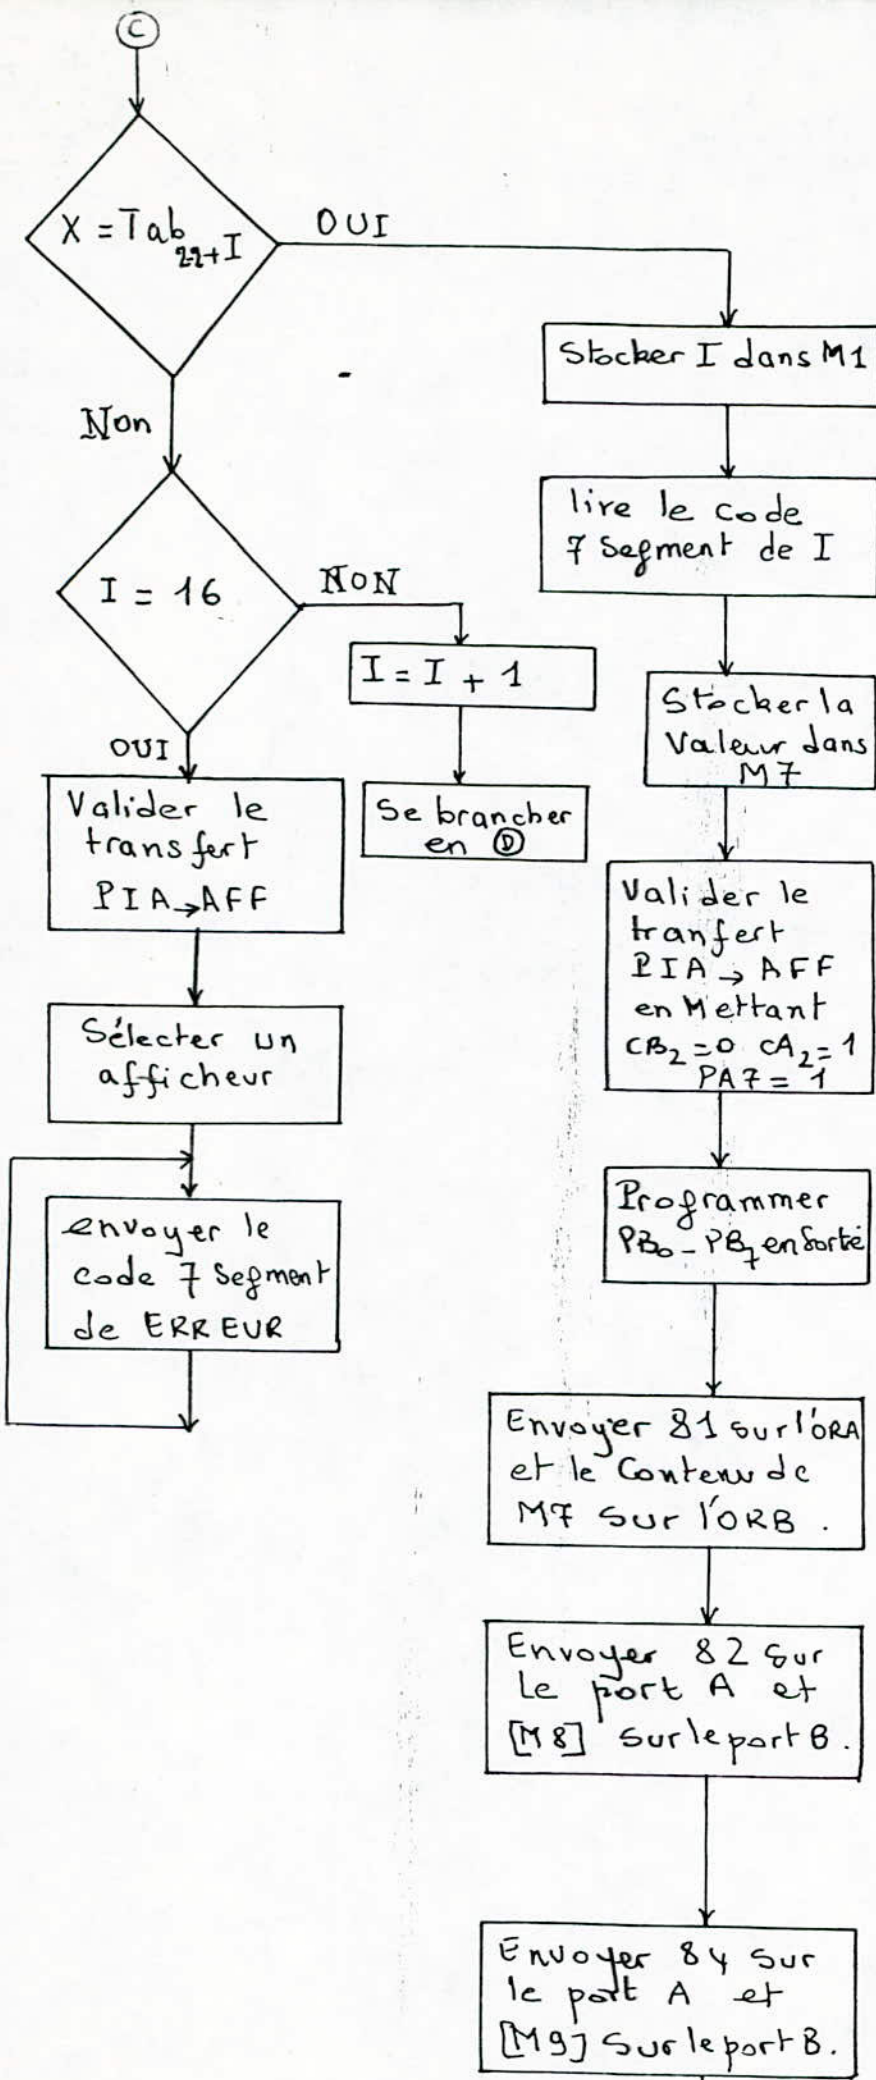 C
X = Tab
22+I
OUI
Non
Stocker I dans M1
lire le code
7 Segment de I
I = 16
NON
I = I + 1
Se brancher
en D
OUI
Valider le
transfert
PIA → AFF
Sélecter un
afficheur
envoyer le
code 7 Segment
de ERREUR
Stocker la
Valeur dans
M7
Valider le
tranfert
PIA → AFF
en Mettant
CB2 = 0 CA2 = 1
PA7 = 1
Programmer
PB0 - PB7 en Sortie
Envoyer 81 sur l'ORA
et le Contenu de
M7 sur l'ORB .
Envoyer 82 sur
le port A et
[M8] sur le port B .
Envoyer 84 sur
le port A et
[M9] Sur le port B.